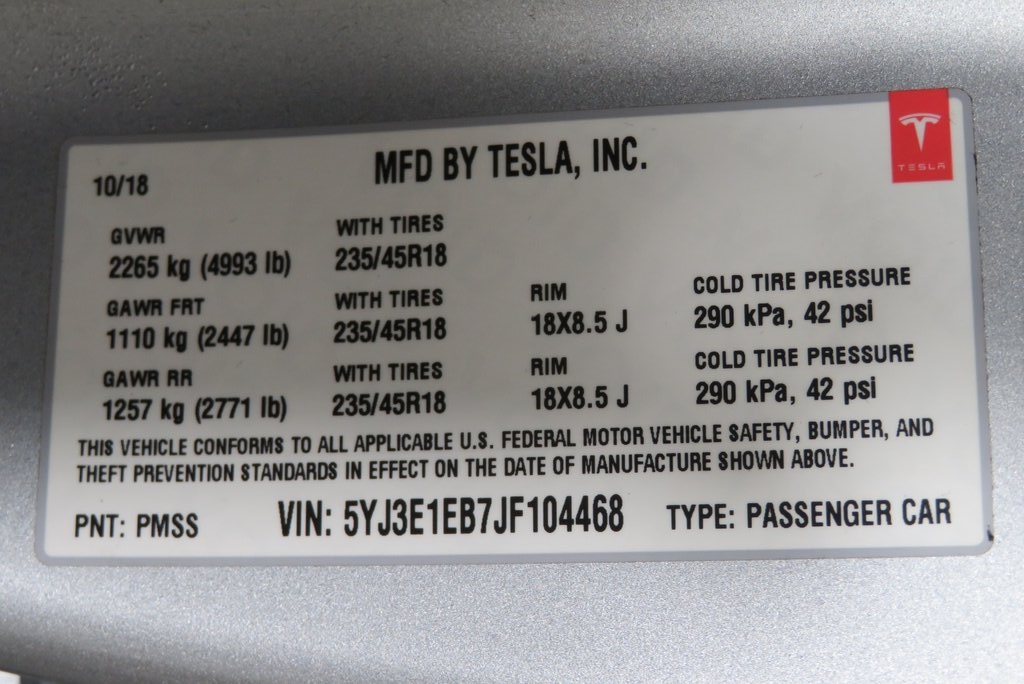 TESLA
MFD BY TESLA, INC.
10/18
GVWR WITH TIRES
2265 kg (4993 lb) 235/45R18
GAWR FRT WITH TIRES RIM COLD TIRE PRESSURE
1110 kg (2447 lb) 235/45R18 18X8.5 J 290 kPa, 42 psi
GAWR RR WITH TIRES RIM COLD TIRE PRESSURE
1257 kg (2771 lb) 235/45R18 18X8.5 J 290 kPa, 42 psi
THIS VEHICLE CONFORMS TO ALL APPLICABLE U.S. FEDERAL MOTOR VEHICLE SAFETY, BUMPER, AND
THEFT PREVENTION STANDARDS IN EFFECT ON THE DATE OF MANUFACTURE SHOWN ABOVE.
PNT: PMSS VIN: 5YJ3E1EB7JF104468 TYPE: PASSENGER CAR